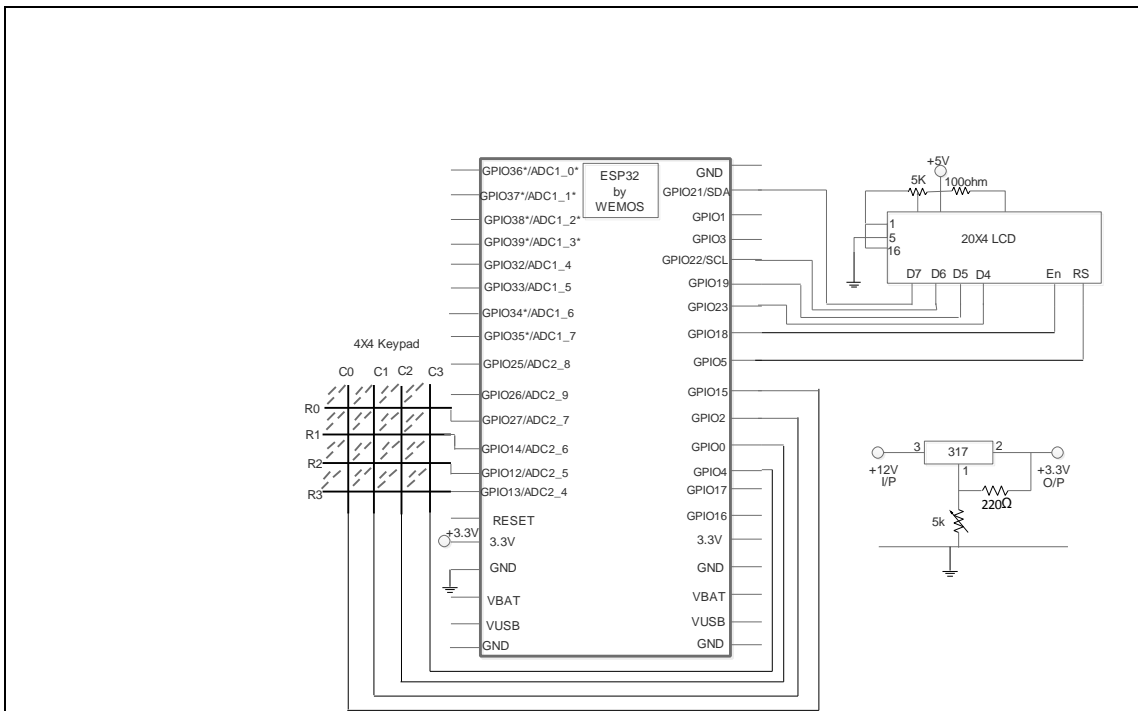 ESP32
by
WEMOS
GPIO36*/ADC1_0*
GPIO37*/ADC1_1*
GPIO38*/ADC1_2*
GPIO39*/ADC1_3*
GPIO32/ADC1_4
GPIO33/ADC1_5
GPIO34*/ADC1_6
GPIO35*/ADC1_7
GPIO25/ADC2_8
GPIO26/ADC2_9
GPIO27/ADC2_7
GPIO14/ADC2_6
GPIO12/ADC2_5
GPIO13/ADC2_4
RESET
+3.3V
3.3V
GND
VBAT
VUSB
GND
GND
GPIO21/SDA
GPIO1
GPIO3
GPIO22/SCL
GPIO19
GPIO23
GPIO18
GPIO5
GPIO15
GPIO2
GPIO0
GPIO4
GPIO17
GPIO16
3.3V
GND
VBAT
VUSB
GND
4X4 Keypad
C0 C1 C2 C3
R0
R1
R2
R3
+5V
5K 100ohm
1
5
16
20X4 LCD
D7 D6 D5 D4 En RS
3 317 2
+12V
I/P
1
+3.3V
O/P
220Ω
5k